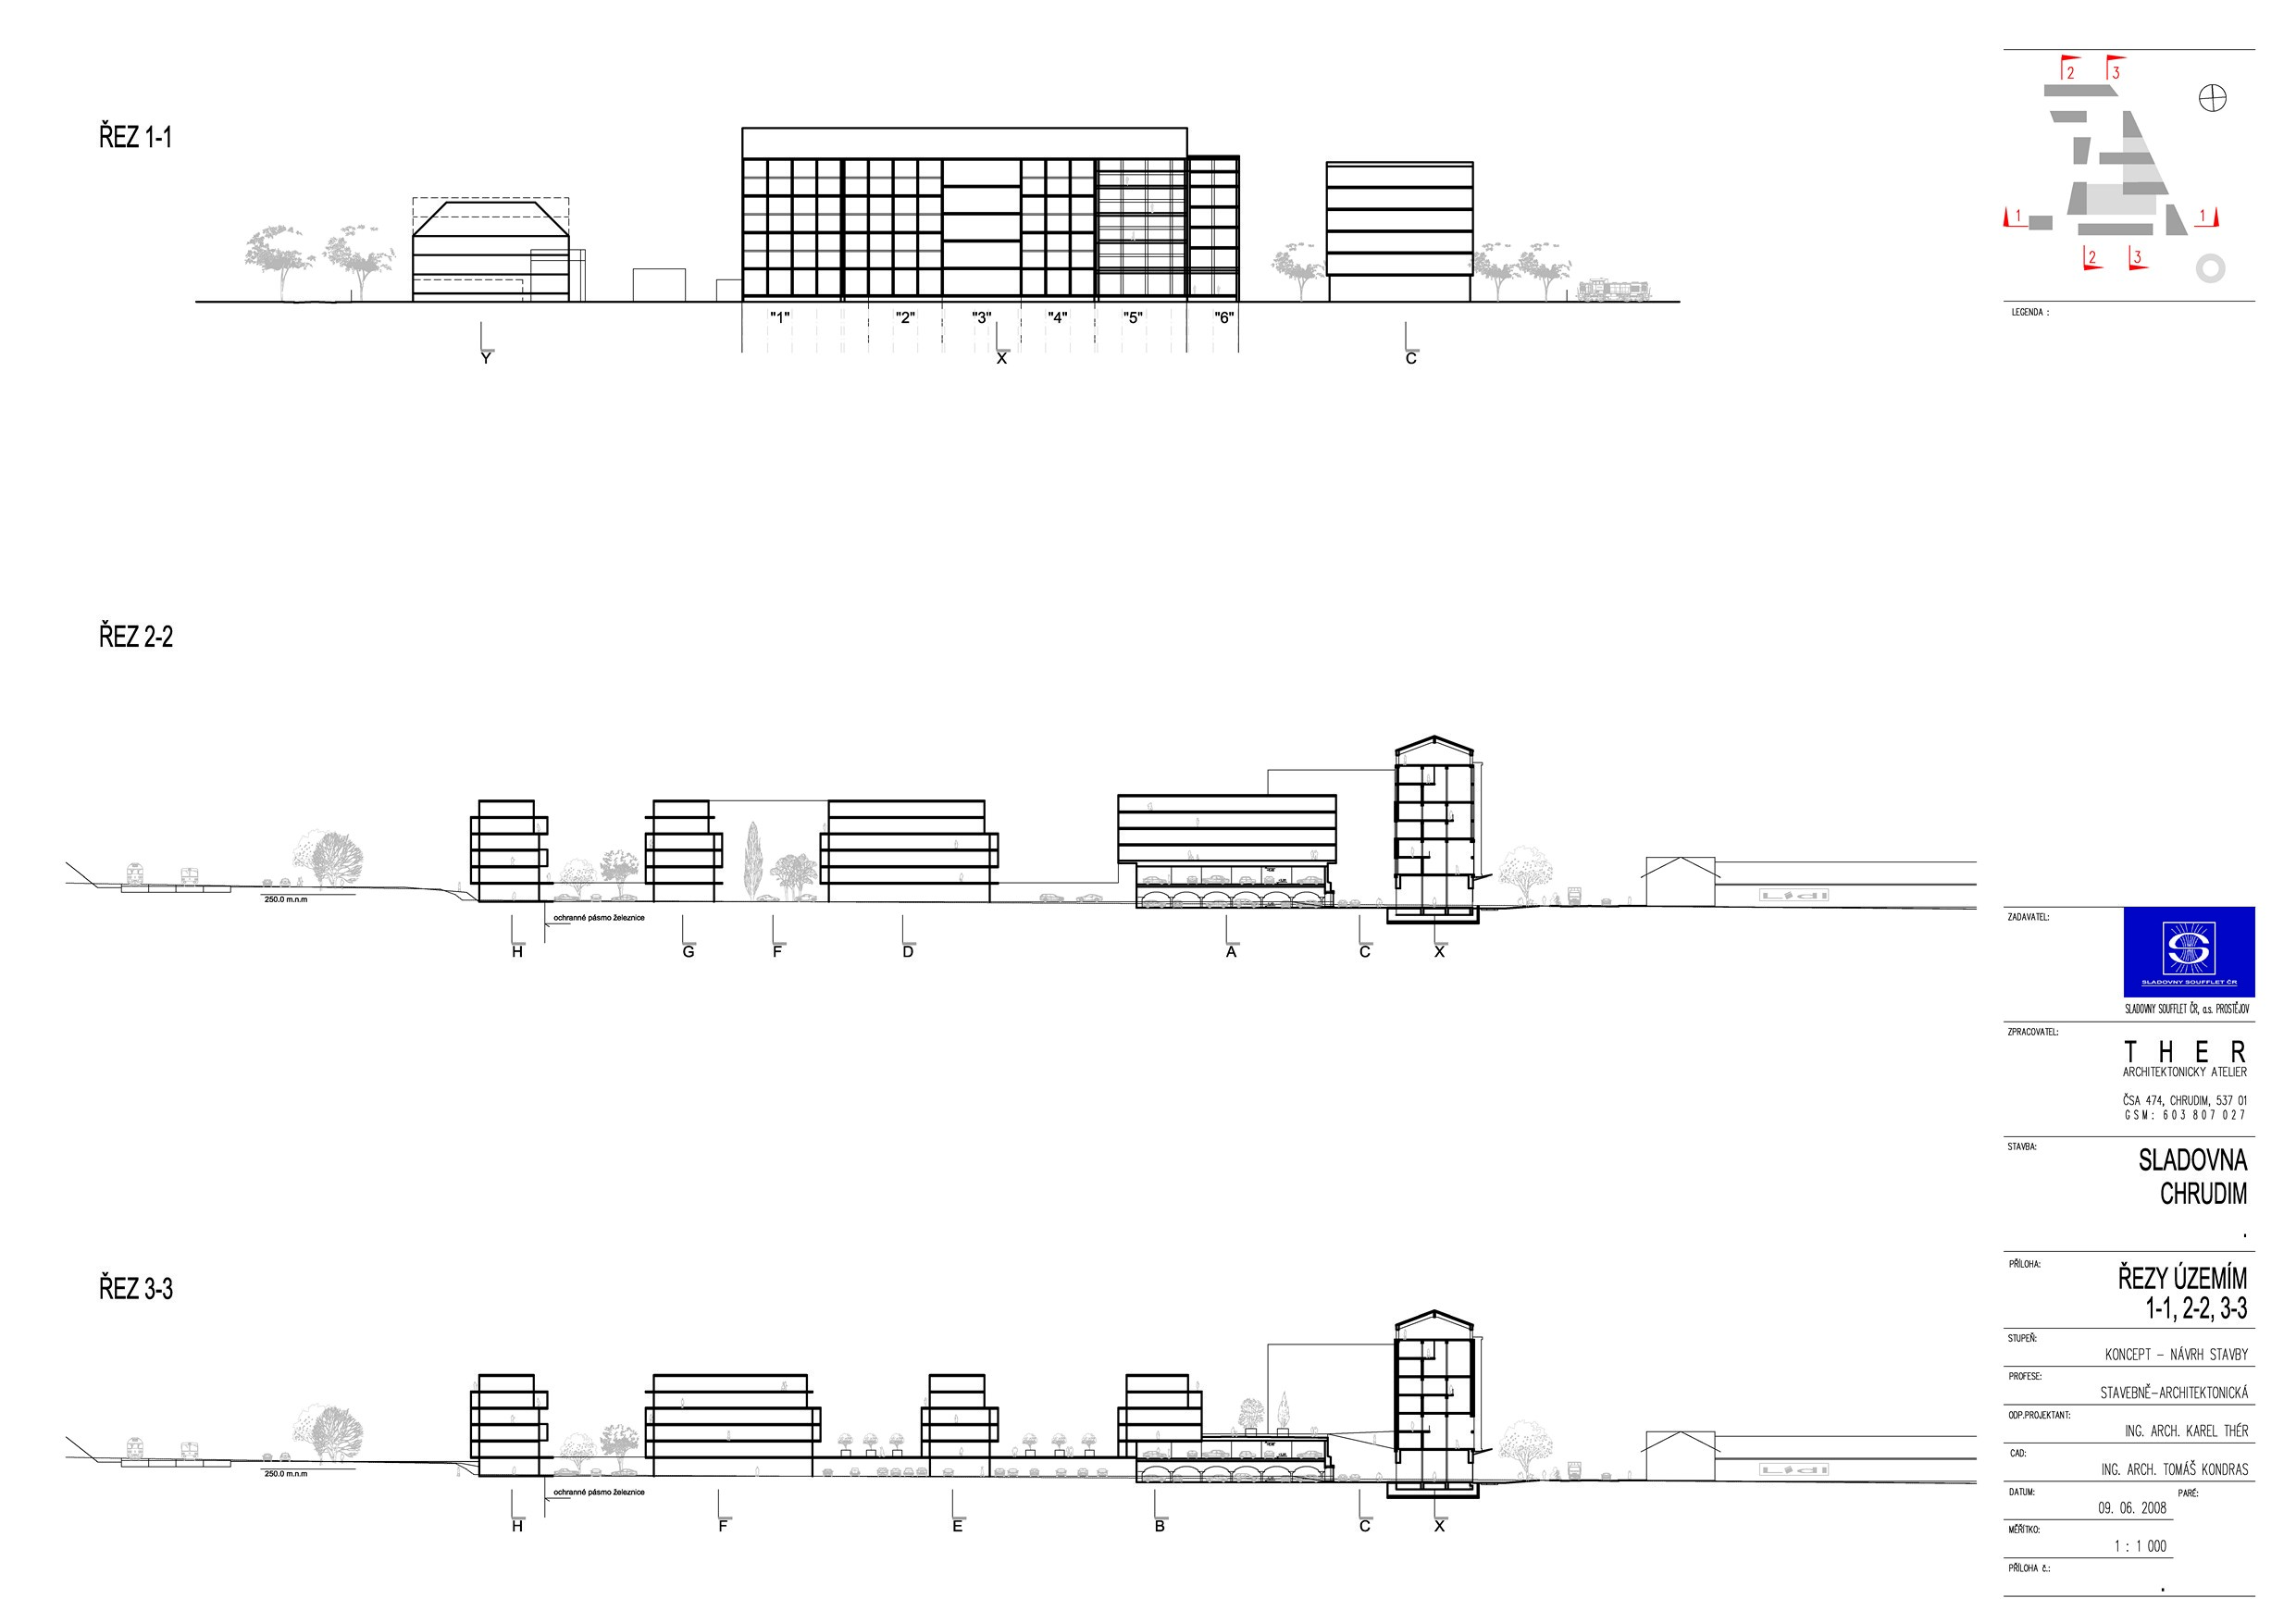 ŘEZ 1-1
"1"
"2"
"3"
"4"
"5"
"6"
Y
X
C
ŘEZ 2-2
250.0 m.n.m
ochranné pásmo železnice
H
G
F
D
A
C
X
ŘEZ 3-3
250.0 m.n.m
ochranné pásmo železnice
H
F
E
B
C
X
2
3
1
1
2
3
LEGENDA :
ZADAVATEL:
S
SLADOVNY SOUFFLET ČR
SLADOVNY SOUFFLET ČR, a.s. PROSTĚJOV
ZPRACOVATEL:
T H E R
ARCHITEKTONICKY ATELIER
ČSA 474, CHRUDIM, 537 01
GSM: 603 807 027
STAVBA:
SLADOVNA
CHRUDIM
.
PŘÍLOHA:
ŘEZY ÚZEMÍM
1-1, 2-2, 3-3
STUPEŇ:
KONCEPT - NÁVRH STAVBY
PROFESE:
STAVEBNĚ-ARCHITEKTONICKÁ
ODP.PROJEKTANT:
ING. ARCH. KAREL THÉR
CAD:
ING. ARCH. TOMÁŠ KONDRAS
DATUM:
PARÉ:
09. 06. 2008
MĚŘÍTKO:
1 : 1 000
PŘÍLOHA č.:
.